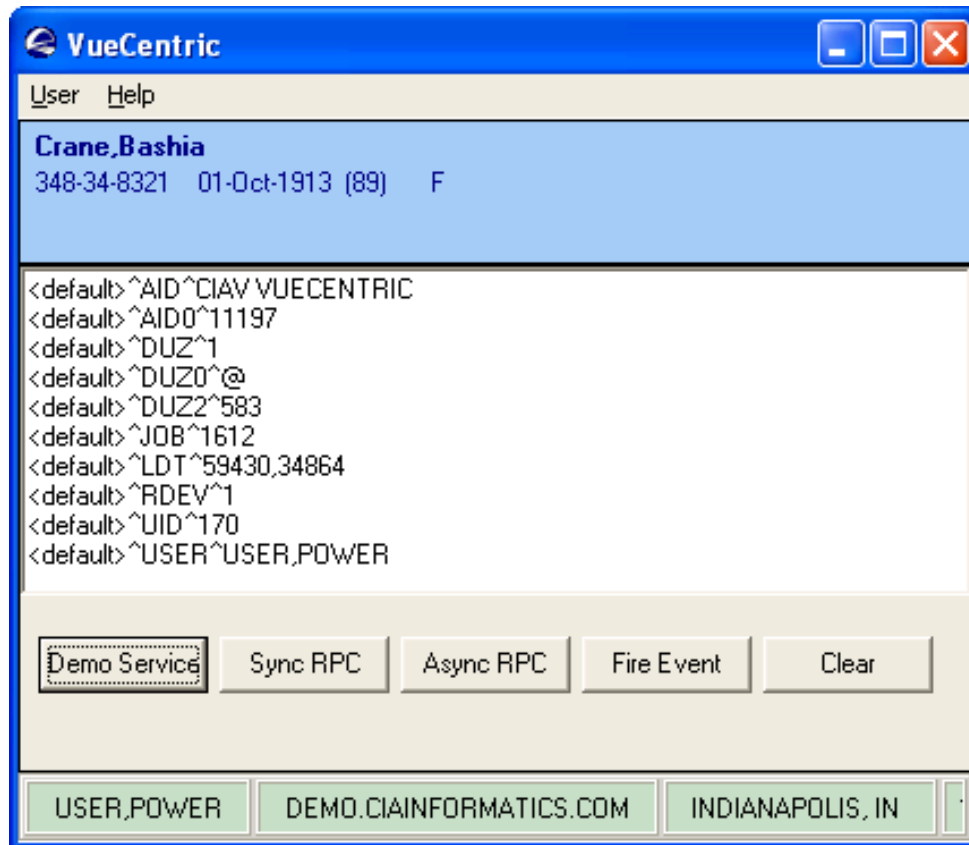 VueCentric
User Help
Crane,Bashia
348-34-8321 01-Oct-1913 (89) F
<default>^AID^CIAV VUECENTRIC
<default>^AID0^11197
<default>^DUZ^1
<default>^DUZ0^@
<default>^DUZ2^583
<default>^JOB^1612
<default>^LDT^59430,34864
<default>^RDEV^1
<default>^UID^170
<default>^USER^USER,POWER
Demo Service Sync RPC Async RPC Fire Event Clear
USER,POWER DEMO.CIAINFORMATICS.COM INDIANAPOLIS, IN